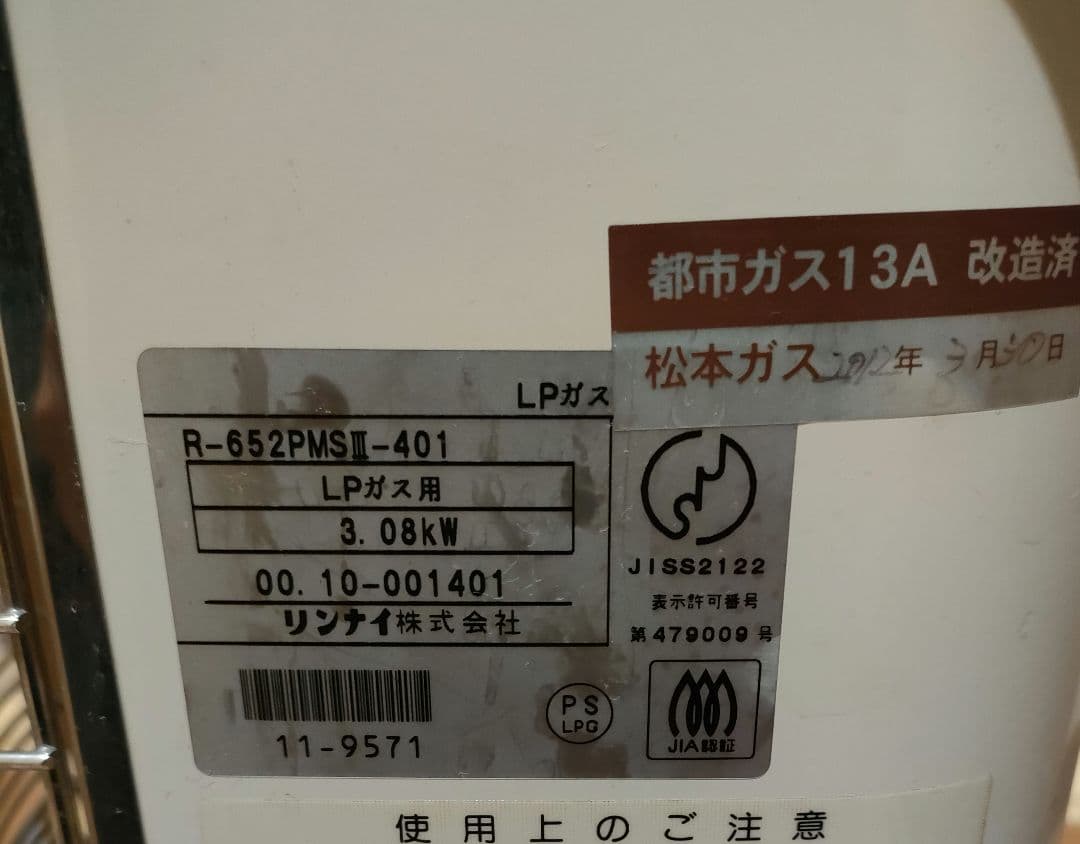 都市ガス13A 改造済
松本ガス2012年 3月30日
LPガス
R-652PMSⅢ-401
LPガス用
3.08kW
00.10-001401
リンナイ株式会社
JISS2122
表示許可番号
第479009号
11-9571
PS
LPG
JIA認証
使用上のご注意